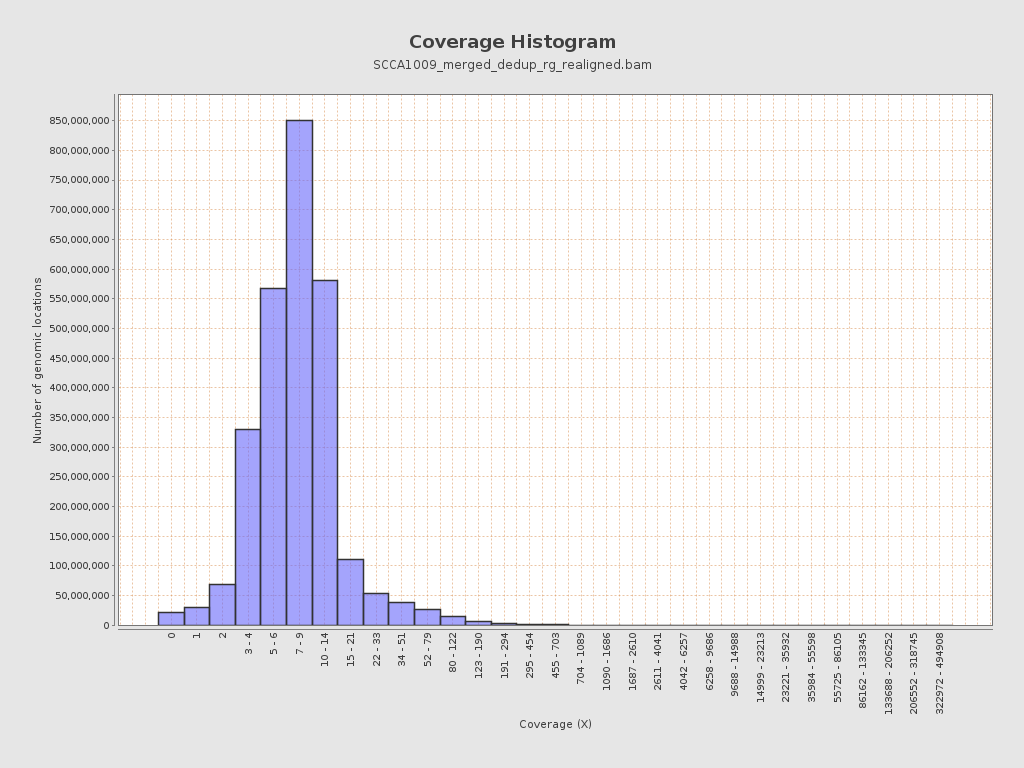 Coverage Histogram
SCCA1009_merged_dedup_rg_realigned.bam
Number of genomic locations
850,000,000
800,000,000
750,000,000
700,000,000
650,000,000
600,000,000
550,000,000
500,000,000
450,000,000
400,000,000
350,000,000
300,000,000
250,000,000
200,000,000
150,000,000
100,000,000
50,000,000
0
0
1
2
3 - 4
5 - 6
7 - 9
10 - 14
15 - 21
22 - 33
34 - 51
52 - 79
80 - 122
123 - 190
191 - 294
295 - 454
455 - 703
704 - 1089
1090 - 1686
1687 - 2610
2611 - 4041
4042 - 6257
6258 - 9686
9688 - 14988
14999 - 23213
23221 - 35932
35984 - 55598
55725 - 86105
86162 - 133345
133688 - 206252
206552 - 318745
322972 - 494908
Coverage (X)